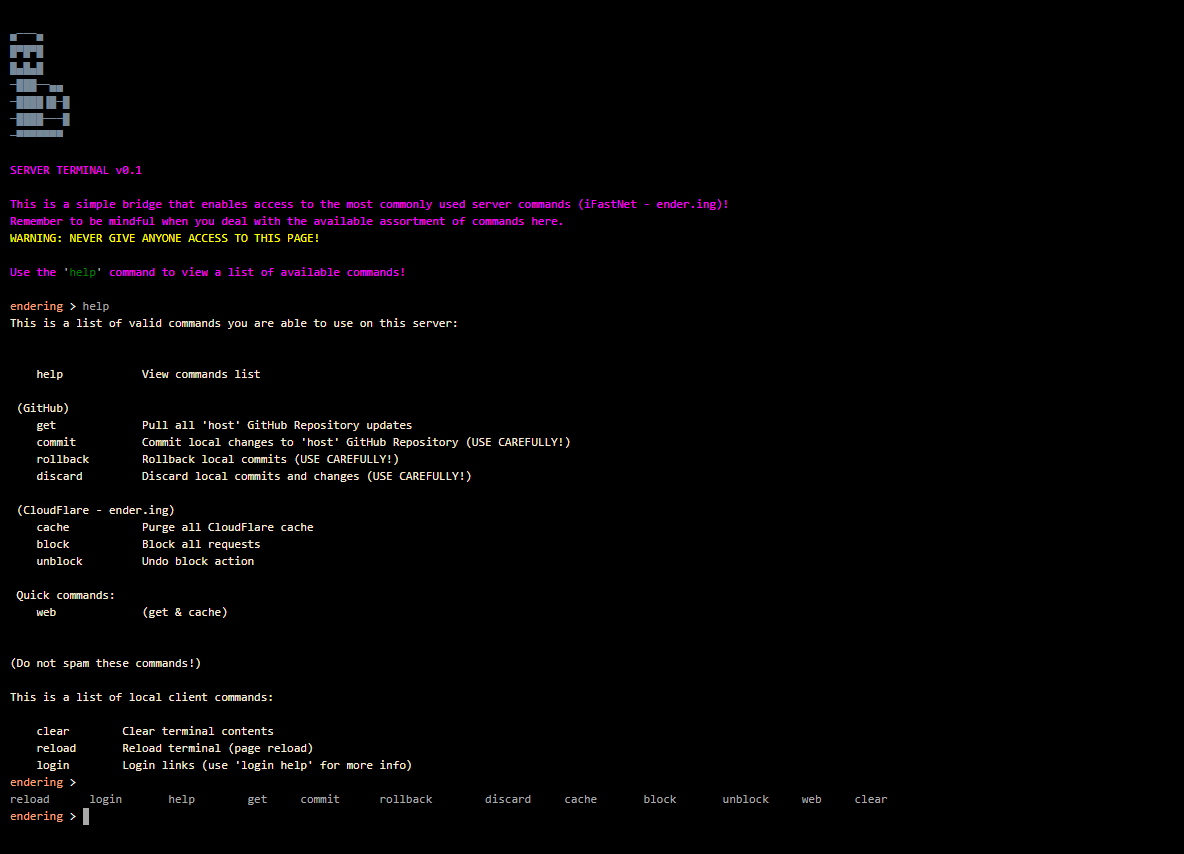 SERVER TERMINAL v0.1
This is a simple bridge that enables access to the most commonly used server commands (iFastNet - ender.ing)!
Remember to be mindful when you deal with the available assortment of commands here.
WARNING: NEVER GIVE ANYONE ACCESS TO THIS PAGE!
Use the 'help' command to view a list of available commands!
endering > help
This is a list of valid commands you are able to use on this server:
help View commands list
(GitHub)
get Pull all 'host' GitHub Repository updates
commit Commit local changes to 'host' GitHub Repository (USE CAREFULLY!)
rollback Rollback local commits (USE CAREFULLY!)
discard Discard local commits and changes (USE CAREFULLY!)
(CloudFlare - ender.ing)
cache Purge all CloudFlare cache
block Block all requests
unblock Undo block action
Quick commands:
web (get & cache)
(Do not spam these commands!)
This is a list of local client commands:
clear Clear terminal contents
reload Reload terminal (page reload)
login Login links (use 'login help' for more info)
endering >
reload login help get commit rollback discard cache block unblock web clear
endering >